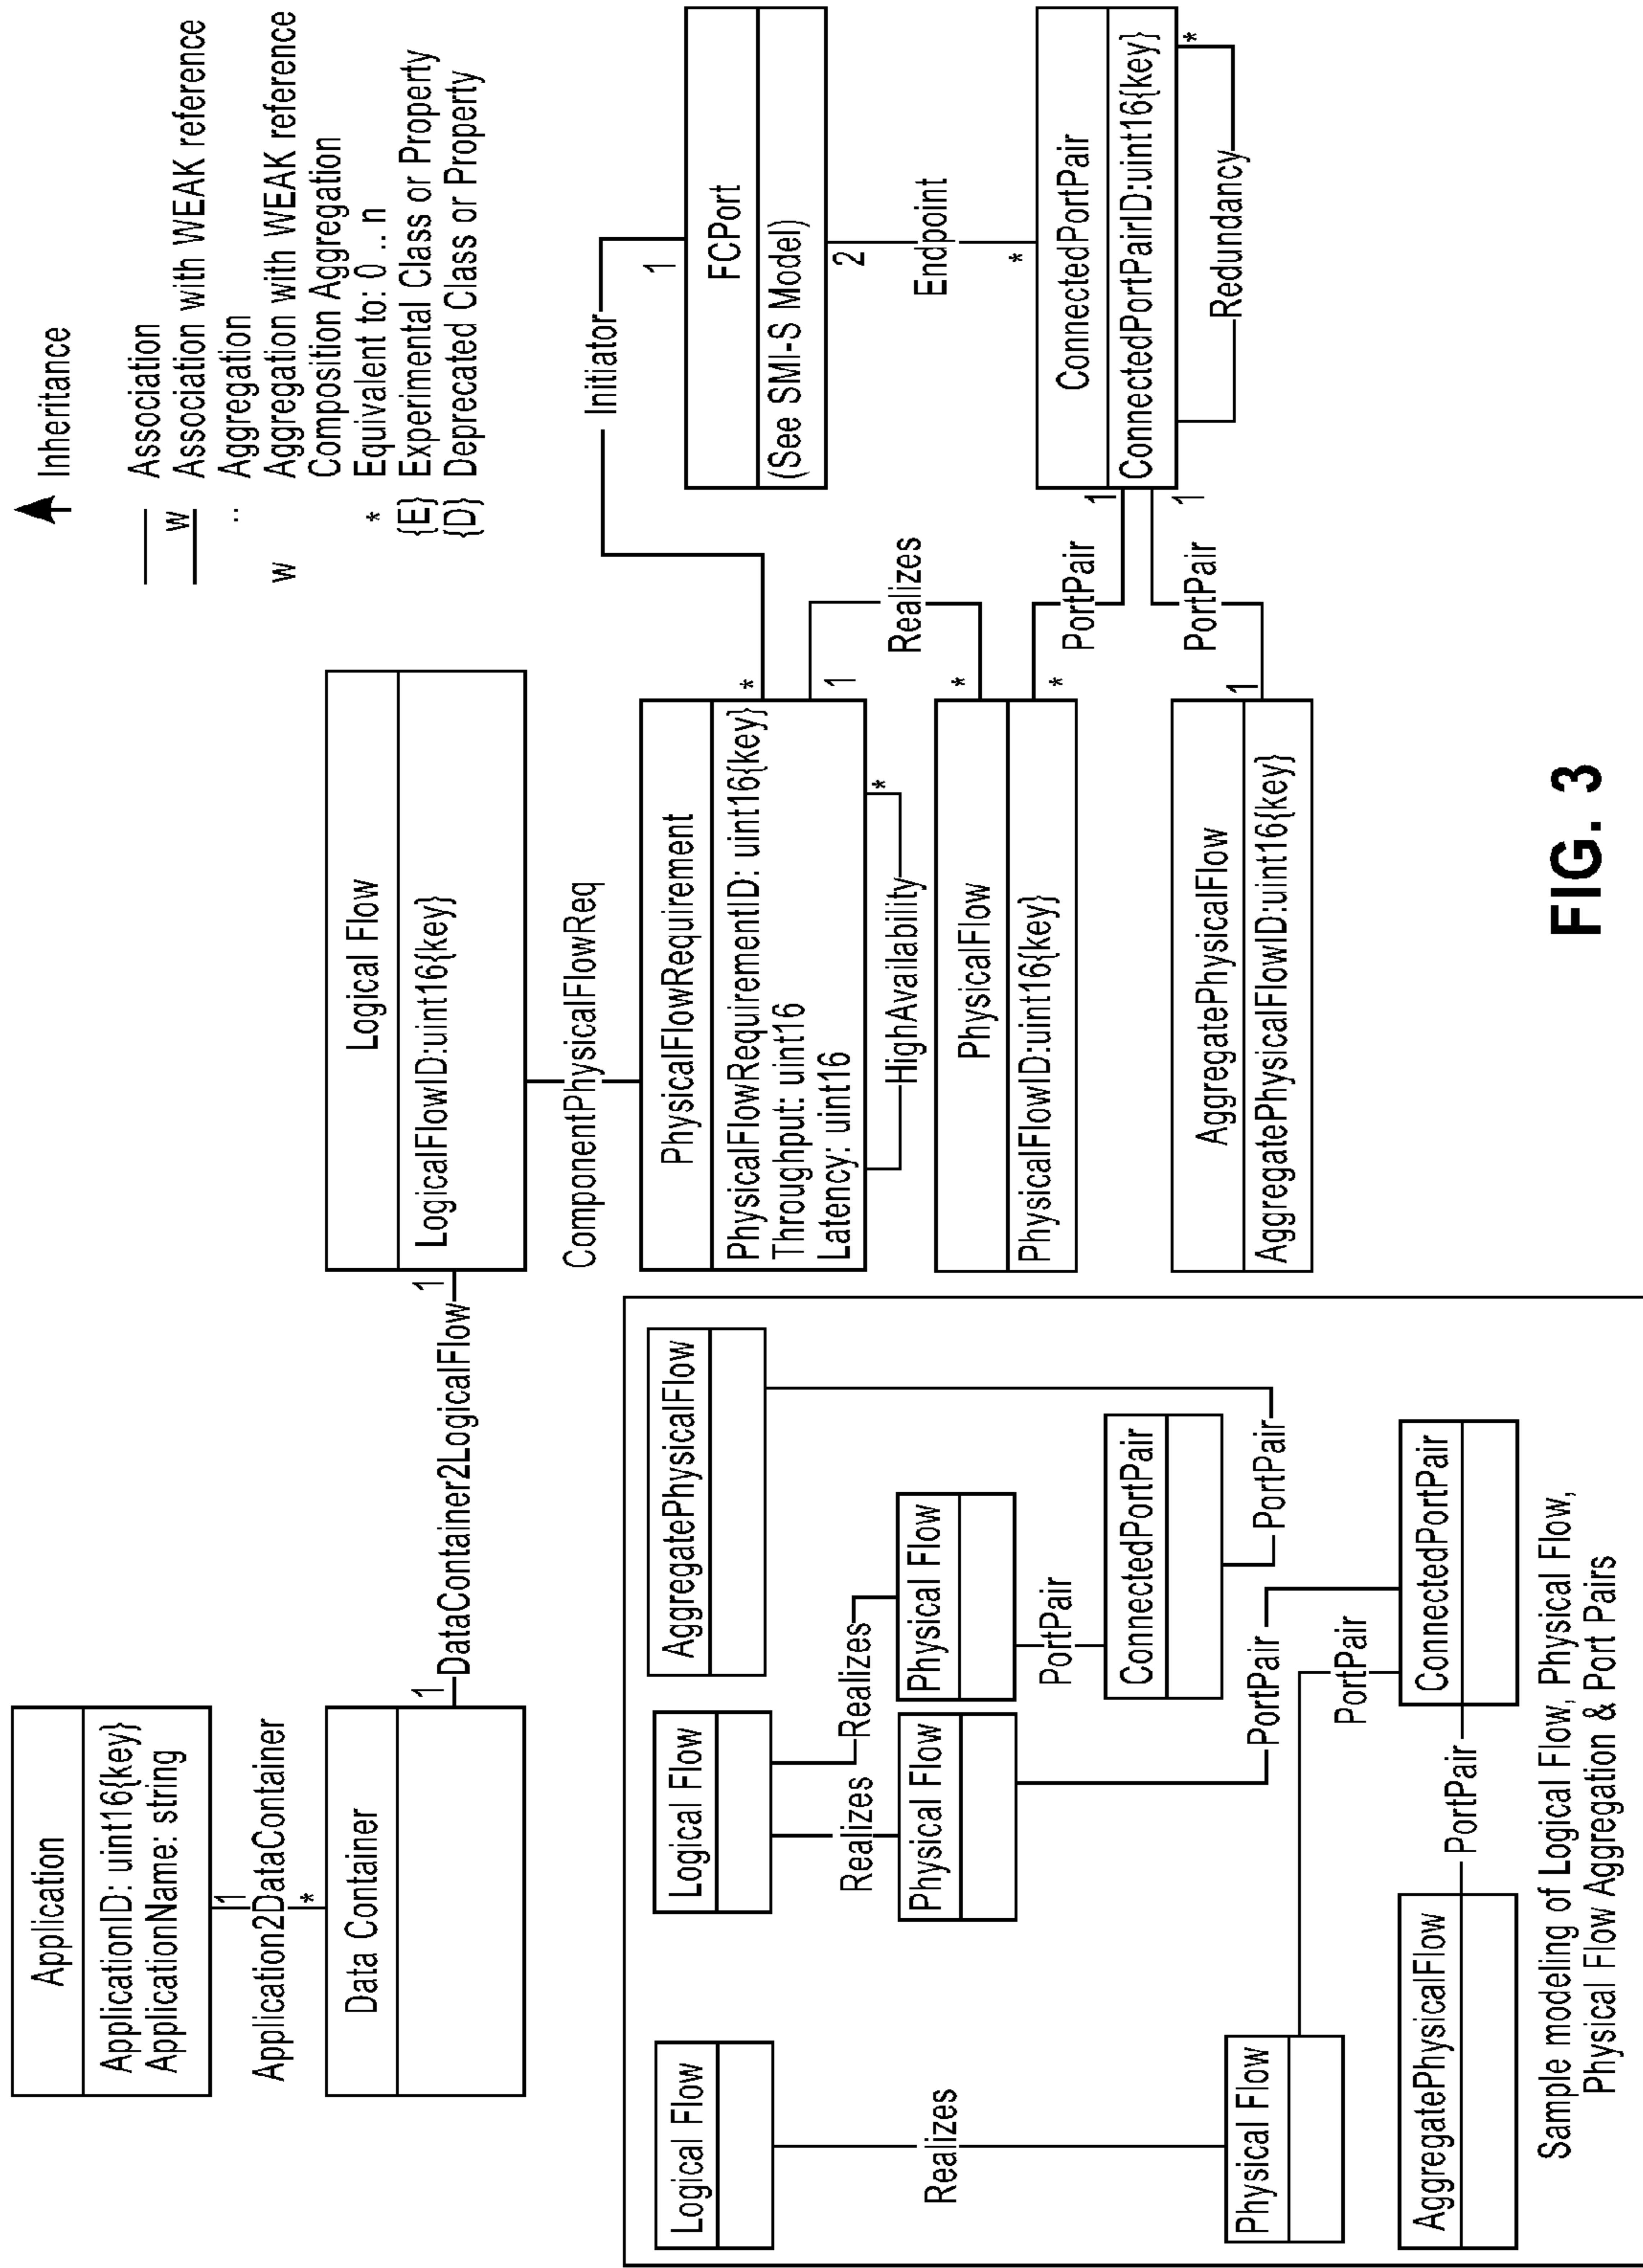 Application
ApplicationID: uint16{key}
ApplicationName: string
1
Application2DataContainer
*
Data Container
1
DataContainer2LogicalFlow
1
Logical Flow
LogicalFlowID:uint16{key}
ComponentPhysicalFlowReq
PhysicalFlowRequirement
PhysicalFlowRequirementID: uint16{key}
Throughput: uint16
Latency: uint16
*
1
*
HighAvailability
Realizes
*
PhysicalFlow
PhysicalFlowID:uint16{key}
*
PortPair
1
AggregatePhysicalFlow
AggregatePhysicalFlowID:uint16{key}
1
PortPair
1
Initiator
1
FCPort
(See SMI-S Model)
2
Endpoint
*
ConnectedPortPair
ConnectedPortPairID:uint16{key}
*
Redundancy
Inheritance
Association
w Association with WEAK reference
.. Aggregation
w Aggregation with WEAK reference
Composition Aggregation
* Equivalent to: 0 .. n
{E} Experimental Class or Property
{D} Deprecated Class or Property
Logical Flow
Realizes
Physical Flow
AggregatePhysicalFlow
Logical Flow
Realizes
Realizes
Physical Flow
Physical Flow
AggregatePhysicalFlow
PortPair
ConnectedPortPair
PortPair
PortPair
PortPair
PortPair
ConnectedPortPair
Sample modeling of Logical Flow, Physical Flow,
Physical Flow Aggregation & Port Pairs
FIG. 3